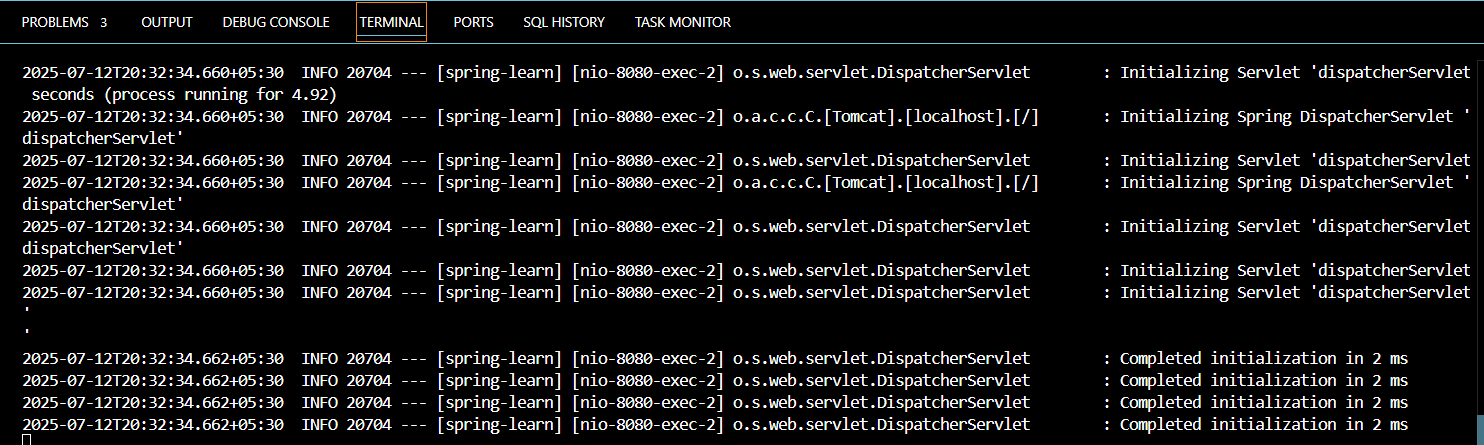 PROBLEMS 3 OUTPUT DEBUG CONSOLE TERMINAL PORTS SQL HISTORY TASK MONITOR
2025-07-12T20:32:34.660+05:30  INFO 20704 --- [spring-learn] [nio-8080-exec-2] o.s.web.servlet.DispatcherServlet        : Initializing Servlet 'dispatcherServlet
 seconds (process running for 4.92)
2025-07-12T20:32:34.660+05:30  INFO 20704 --- [spring-learn] [nio-8080-exec-2] o.a.c.c.C.[Tomcat].[localhost].[/]       : Initializing Spring DispatcherServlet '
dispatcherServlet'
2025-07-12T20:32:34.660+05:30  INFO 20704 --- [spring-learn] [nio-8080-exec-2] o.s.web.servlet.DispatcherServlet        : Initializing Servlet 'dispatcherServlet
2025-07-12T20:32:34.660+05:30  INFO 20704 --- [spring-learn] [nio-8080-exec-2] o.a.c.c.C.[Tomcat].[localhost].[/]       : Initializing Spring DispatcherServlet '
dispatcherServlet'
2025-07-12T20:32:34.660+05:30  INFO 20704 --- [spring-learn] [nio-8080-exec-2] o.s.web.servlet.DispatcherServlet        : Initializing Servlet 'dispatcherServlet
dispatcherServlet'
2025-07-12T20:32:34.660+05:30  INFO 20704 --- [spring-learn] [nio-8080-exec-2] o.s.web.servlet.DispatcherServlet        : Initializing Servlet 'dispatcherServlet
2025-07-12T20:32:34.660+05:30  INFO 20704 --- [spring-learn] [nio-8080-exec-2] o.s.web.servlet.DispatcherServlet        : Initializing Servlet 'dispatcherServlet
'
'
2025-07-12T20:32:34.662+05:30  INFO 20704 --- [spring-learn] [nio-8080-exec-2] o.s.web.servlet.DispatcherServlet        : Completed initialization in 2 ms
2025-07-12T20:32:34.662+05:30  INFO 20704 --- [spring-learn] [nio-8080-exec-2] o.s.web.servlet.DispatcherServlet        : Completed initialization in 2 ms
2025-07-12T20:32:34.662+05:30  INFO 20704 --- [spring-learn] [nio-8080-exec-2] o.s.web.servlet.DispatcherServlet        : Completed initialization in 2 ms
2025-07-12T20:32:34.662+05:30  INFO 20704 --- [spring-learn] [nio-8080-exec-2] o.s.web.servlet.DispatcherServlet        : Completed initialization in 2 ms